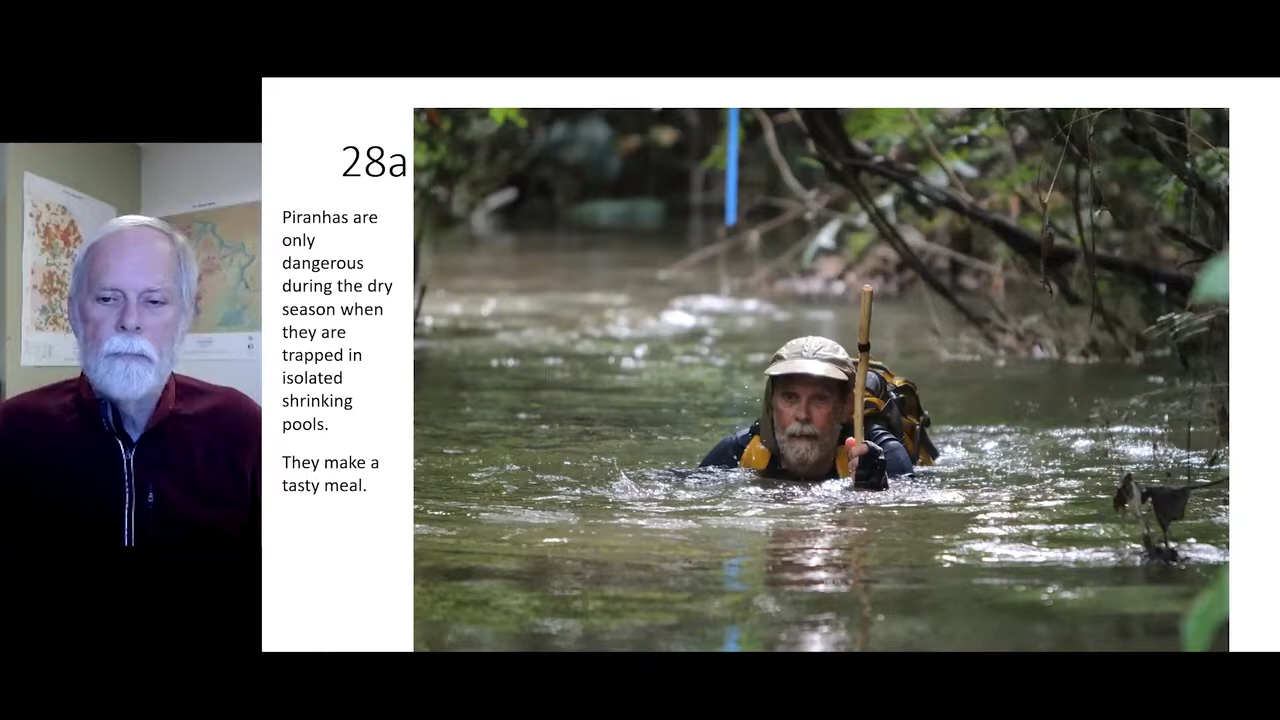 28a
Piranhas are
only
dangerous
during the dry
season when
they are
trapped in
isolated
shrinking
pools.
They make a
tasty meal.